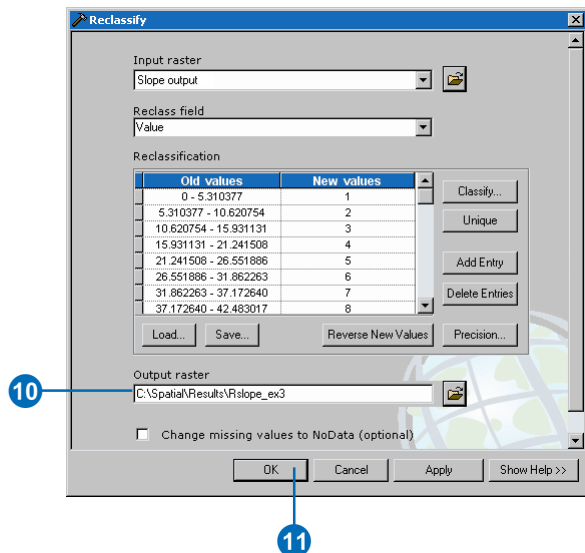 Reclassify
Input raster
Slope output
Reclass field
Value
Reclassification
Old values New values
0 - 5.310377 1
5.310377 - 10.620754 2
10.620754 - 15.931131 3
15.931131 - 21.241508 4
21.241508 - 26.551886 5
26.551886 - 31.862263 6
31.862263 - 37.172640 7
37.172640 - 42.483017 8
Classify...
Unique
Add Entry
Delete Entries
Load... Save... Reverse New Values Precision...
Output raster
10
C:\Spatial\Results\Rslope_ex3
Change missing values to NoData (optional)
OK Cancel Apply Show Help >>
11